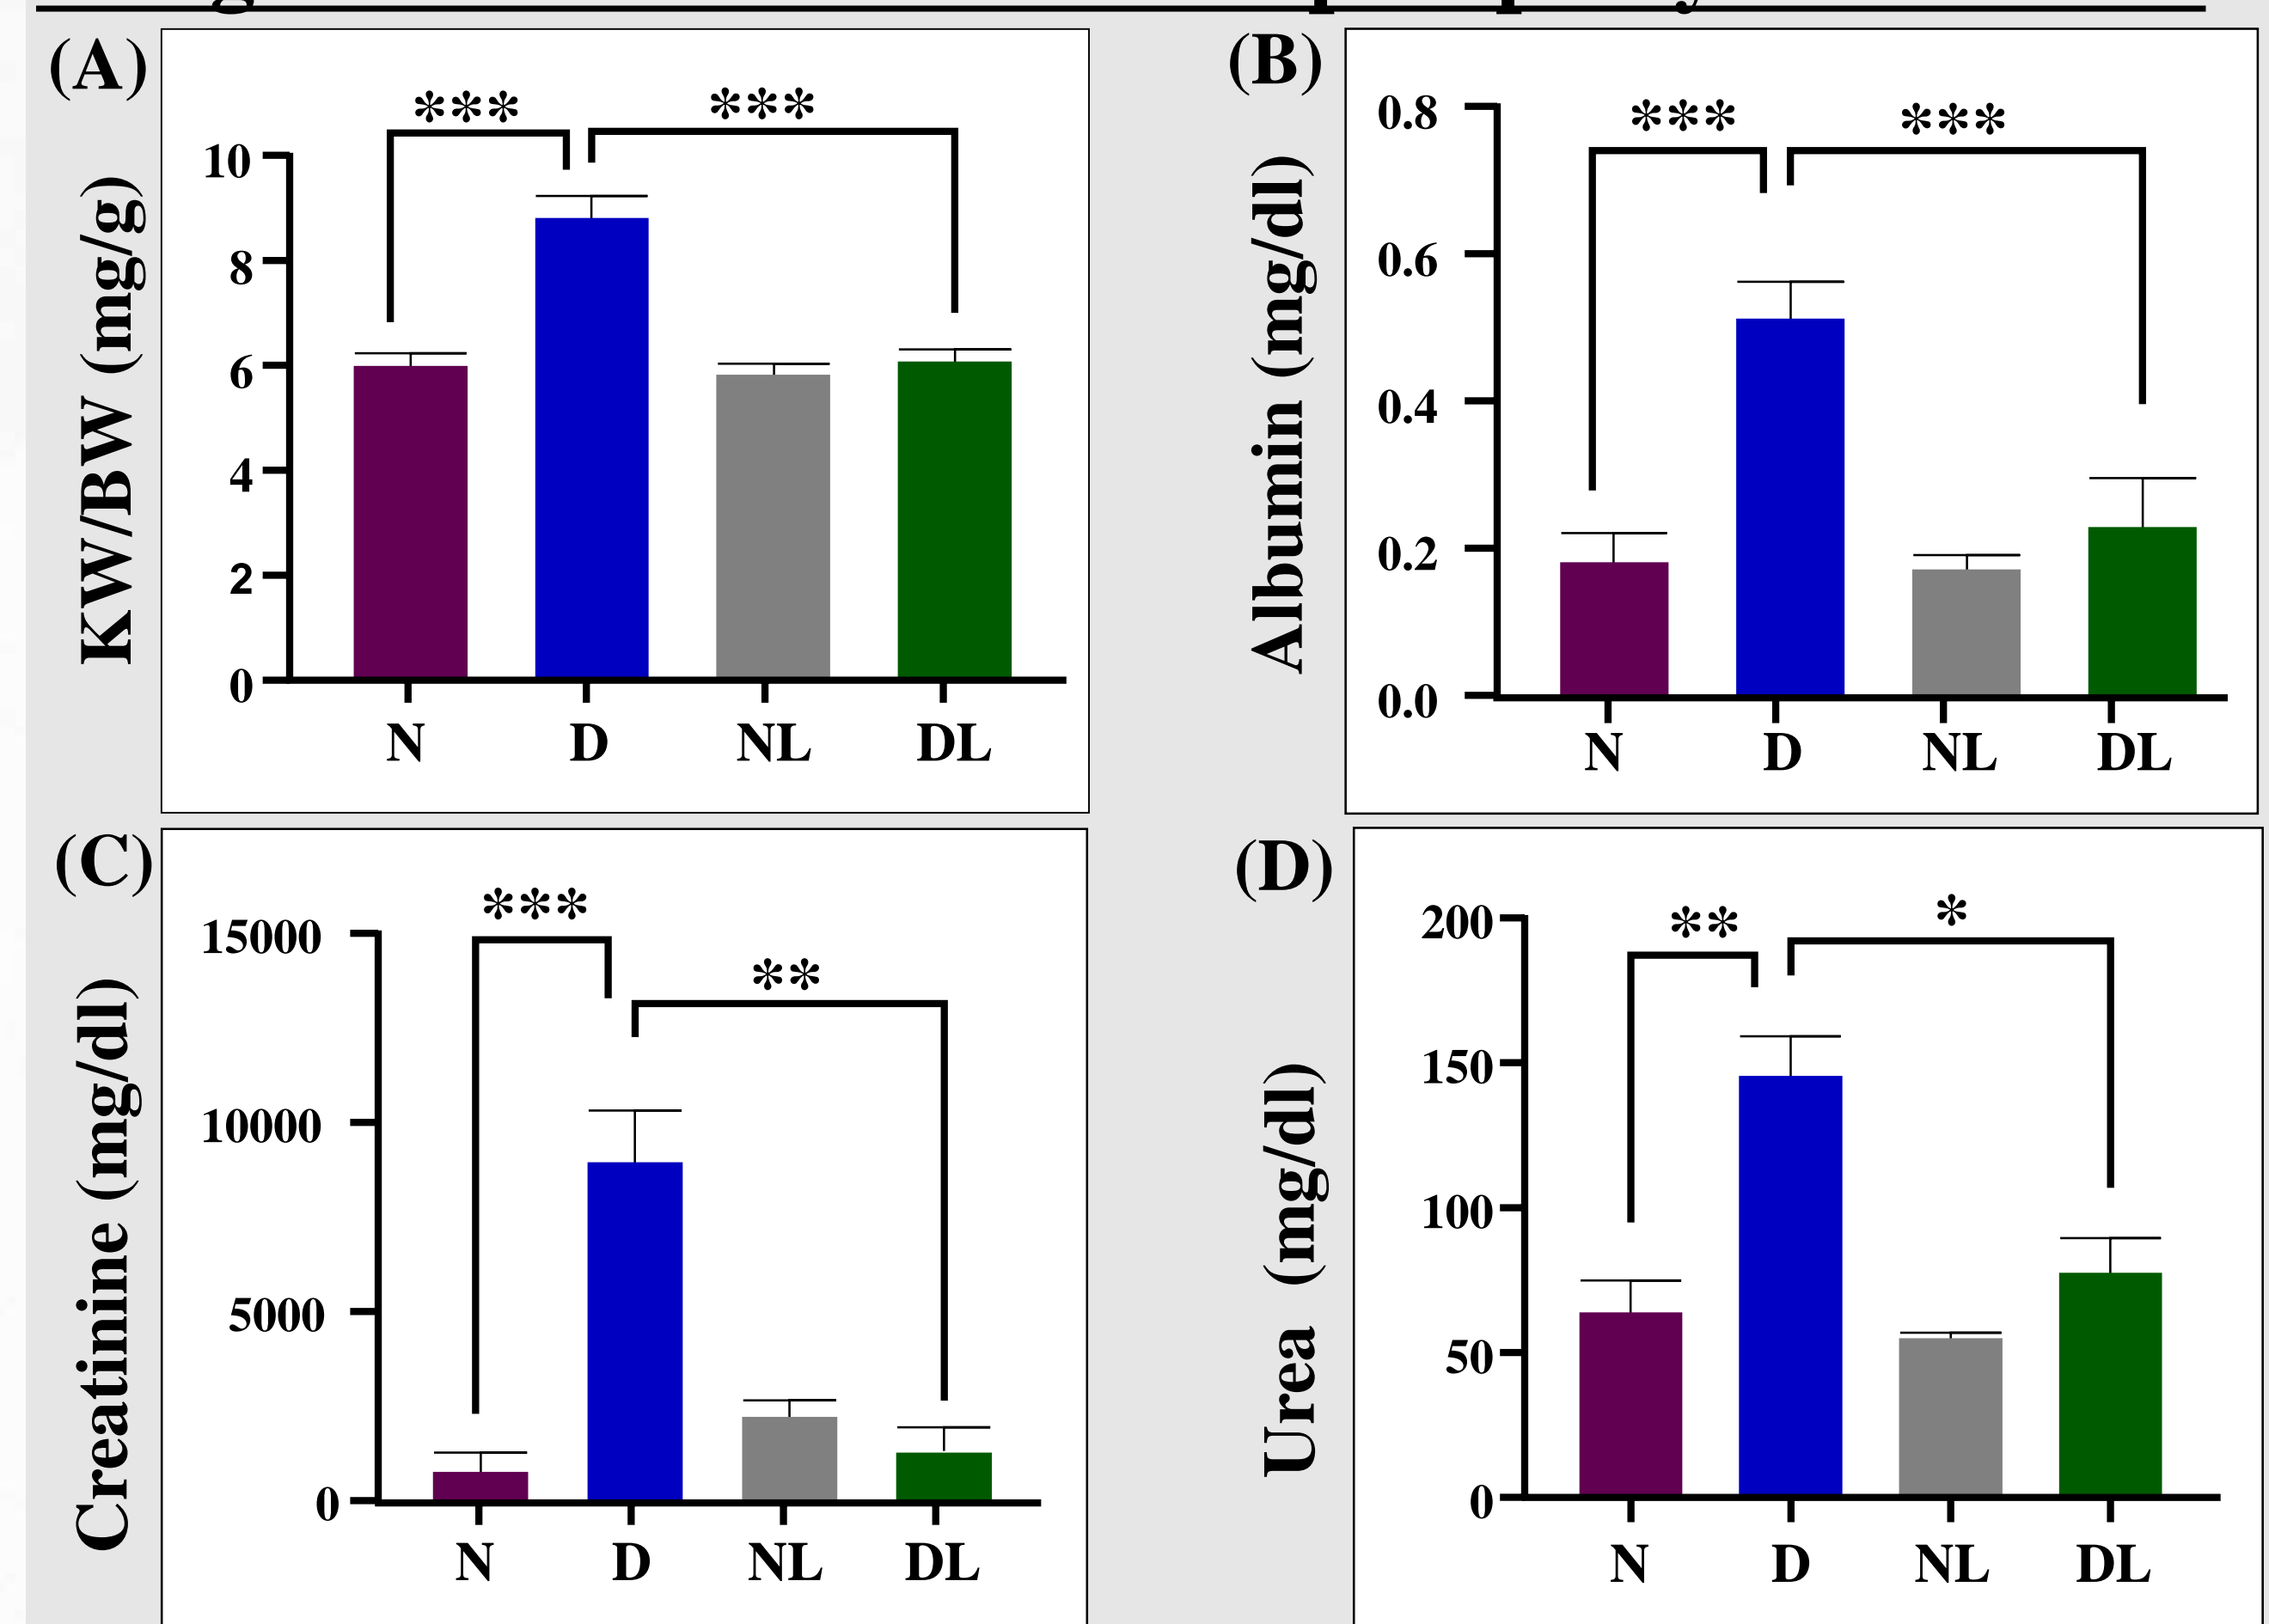 (A)
***
***
KW/BW (mg/g)
10
8
6
4
2
0
N D NL DL
(B)
***
***
Albumin (mg/dl)
0.8
0.6
0.4
0.2
0.0
N D NL DL
(C)
***
**
Creatinine (mg/dl)
15000
10000
5000
0
N D NL DL
(D)
**
*
Urea (mg/dl)
200
150
100
50
0
N D NL DL